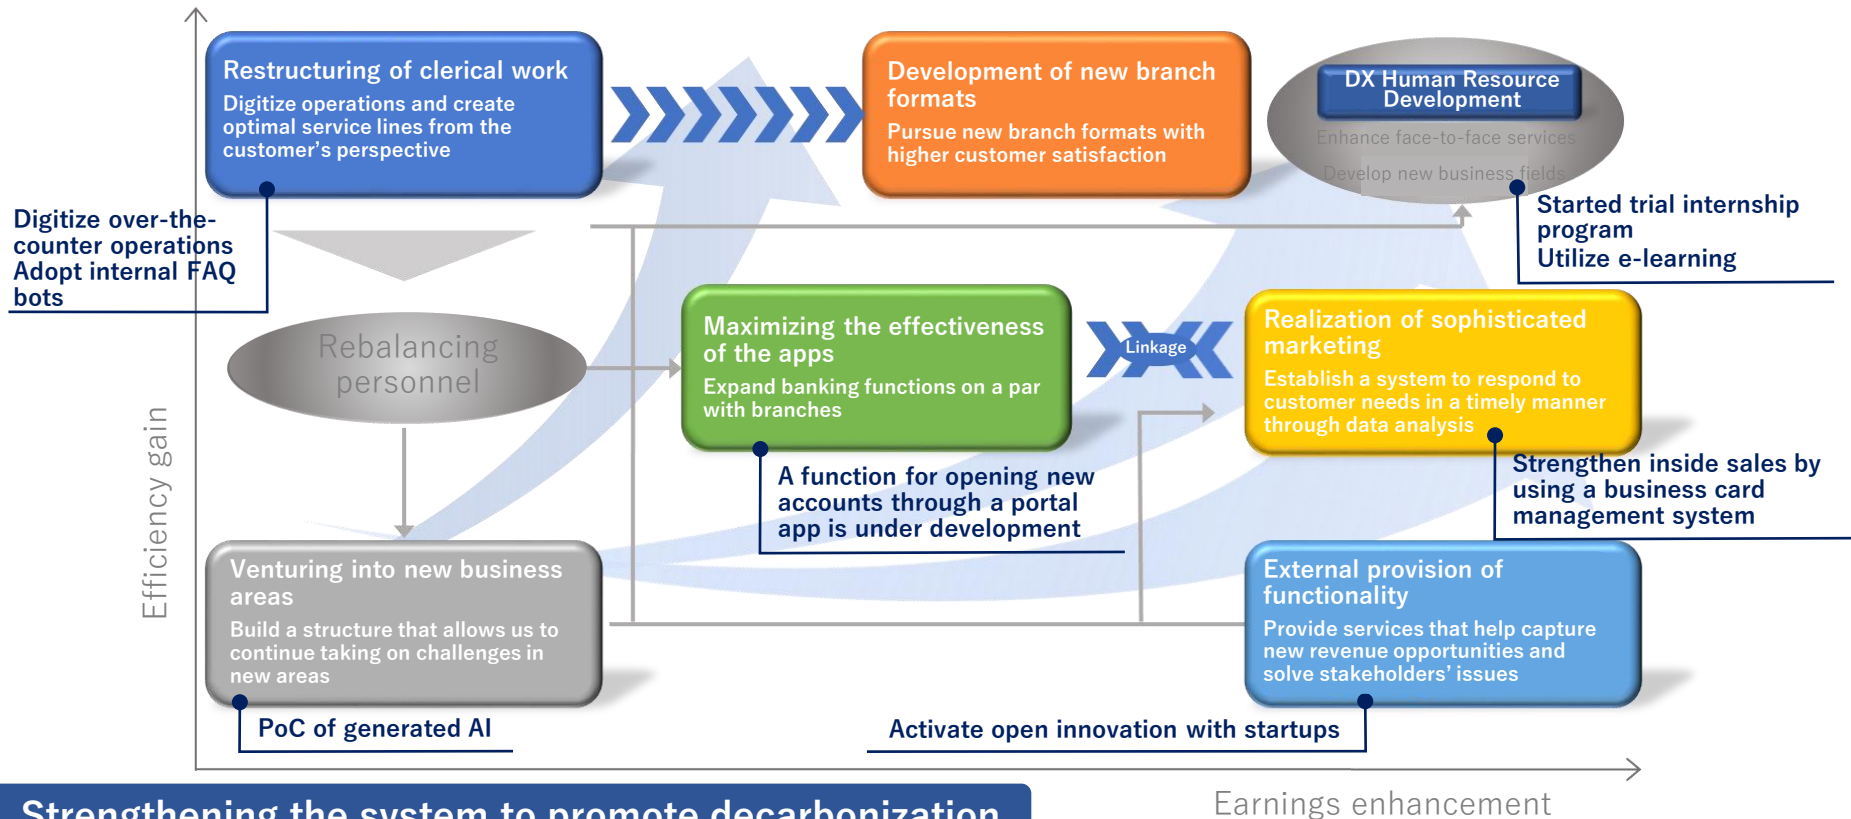 Restructuring of clerical work
Digitize operations and create
optimal service lines from the
customer's perspective
Development of new branch
formats
Pursue new branch formats with
higher customer satisfaction
DX Human Resource
Development
Enhance face-to-face services
Develop new business fields
Digitize over-the-
counter operations
Adopt internal FAQ
bots
Started trial internship
program
Utilize e-learning
Rebalancing
personnel
Maximizing the effectiveness
of the apps
Expand banking functions on a par
with branches
Linkage
Realization of sophisticated
marketing
Establish a system to respond to
customer needs in a timely manner
through data analysis
A function for opening new
accounts through a portal
app is under development
Strengthen inside sales by
using a business card
management system
Efficiency gain
Venturing into new business
areas
Build a structure that allows us to
continue taking on challenges in
new areas
External provision of
functionality
Provide services that help capture
new revenue opportunities and
solve stakeholders' issues
PoC of generated AI
Activate open innovation with startups
Earnings enhancement
Strengthening the system to promote decarbonization